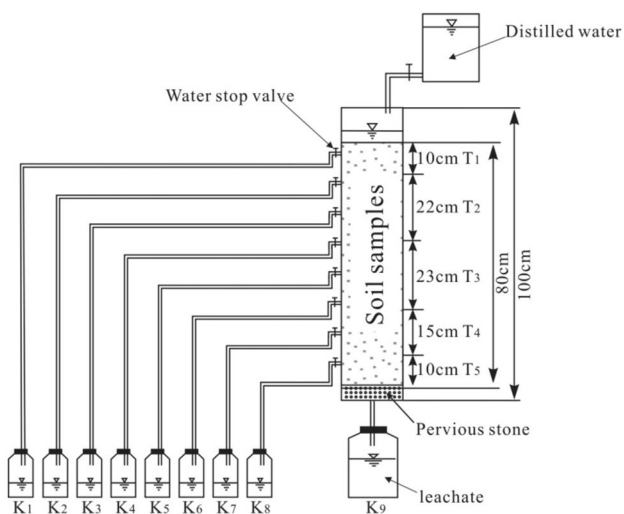 Distilled water
Water stop valve
10cm T1
22cm T2
Soil samples
23cm T3
80cm
100cm
15cm T4
10cm T5
Pervious stone
leachate
K1 K2 K3 K4 K5 K6 K7 K8 K9